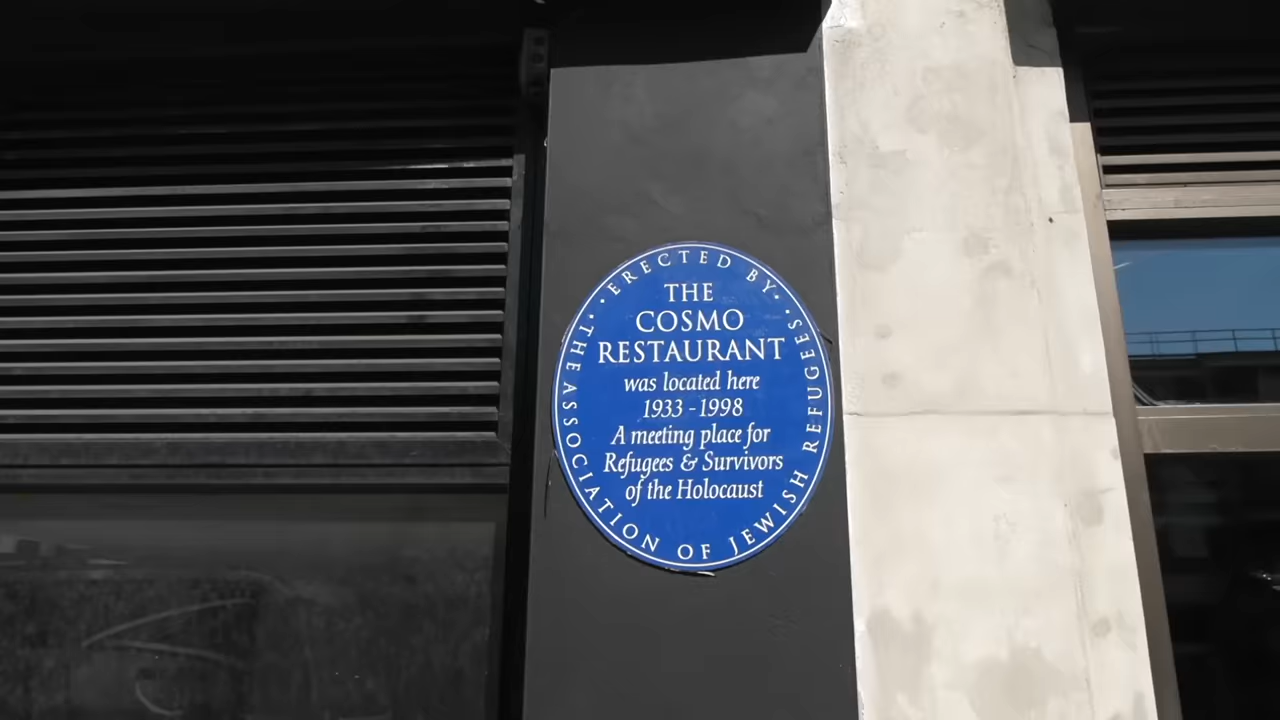 THE
COSMO
RESTAURANT
was located here
1933 - 1998
A meeting place for
Refugees & Survivors
of the Holocaust
· ERECTED BY · THE ASSOCIATION OF JEWISH REFUGEES ·